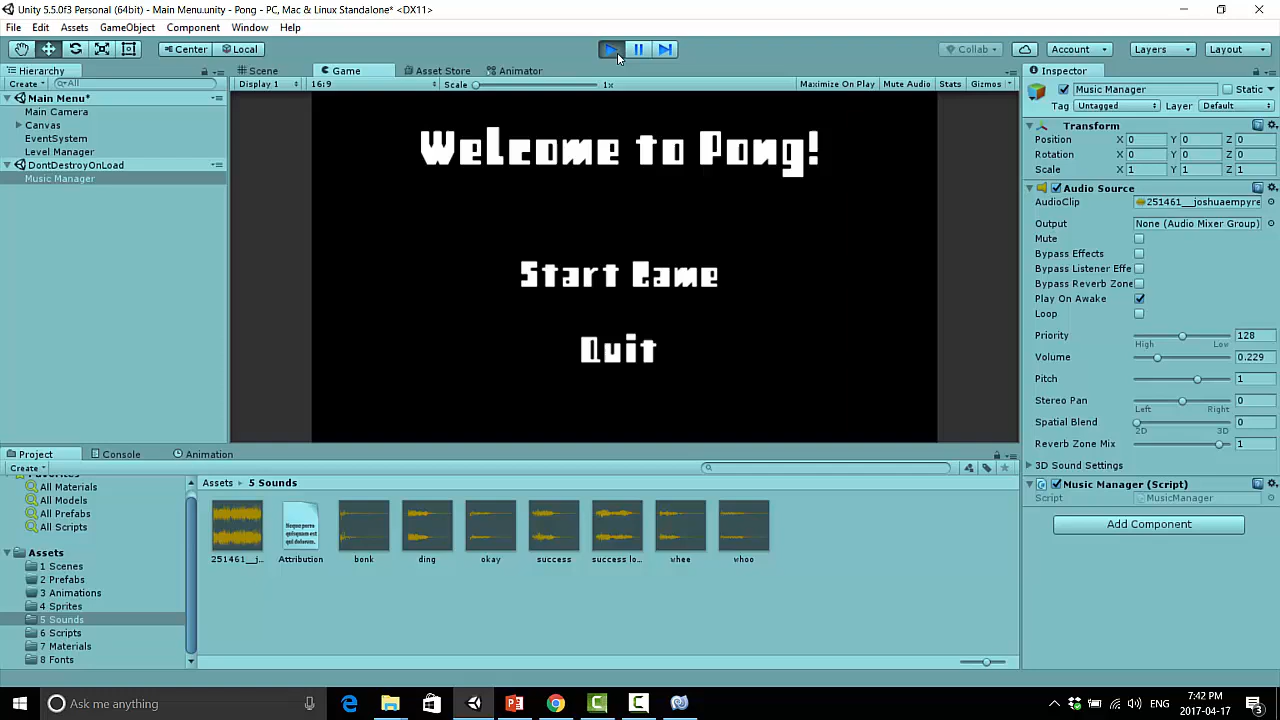 Unity 5.5.0f3 Personal (64bit) - Main Menu.unity - Pong - PC, Mac & Linux Standalone* <DX11>
File Edit Assets GameObject Component Window Help
Center Local Collab Account Layers Layout
Hierarchy Scene Game Asset Store Animator Inspector
Create All Display 1 16:9 Scale 1x Maximize On Play Mute Audio Stats Gizmos
Main Menu*
Main Camera
Canvas
EventSystem
Level Manager
DontDestroyOnLoad
Music Manager
Welcome to Pong!
Start Game
Quit
Music Manager Static
Tag Untagged Layer Default
Transform
Position X 0 Y 0 Z 0
Rotation X 0 Y 0 Z 0
Scale X 1 Y 1 Z 1
Audio Source
AudioClip 251461__joshuaempyre
Output None (Audio Mixer Group)
Mute
Bypass Effects
Bypass Listener Effe
Bypass Reverb Zone
Play On Awake
Loop
Priority 128
High Low
Volume 0.229
Pitch 1
Stereo Pan 0
Left Right
Spatial Blend 0
2D 3D
Reverb Zone Mix 1
3D Sound Settings
Music Manager (Script)
Script MusicManager
Add Component
Project Console Animation
Create
Favorites
All Materials
All Models
All Prefabs
All Scripts
Assets
1 Scenes
2 Prefabs
3 Animations
4 Sprites
5 Sounds
6 Scripts
7 Materials
8 Fonts
Assets 5 Sounds
251461__j... Attribution bonk ding okay success success lo... whee whoo
Ask me anything
7:42 PM
ENG
2017-04-17
3